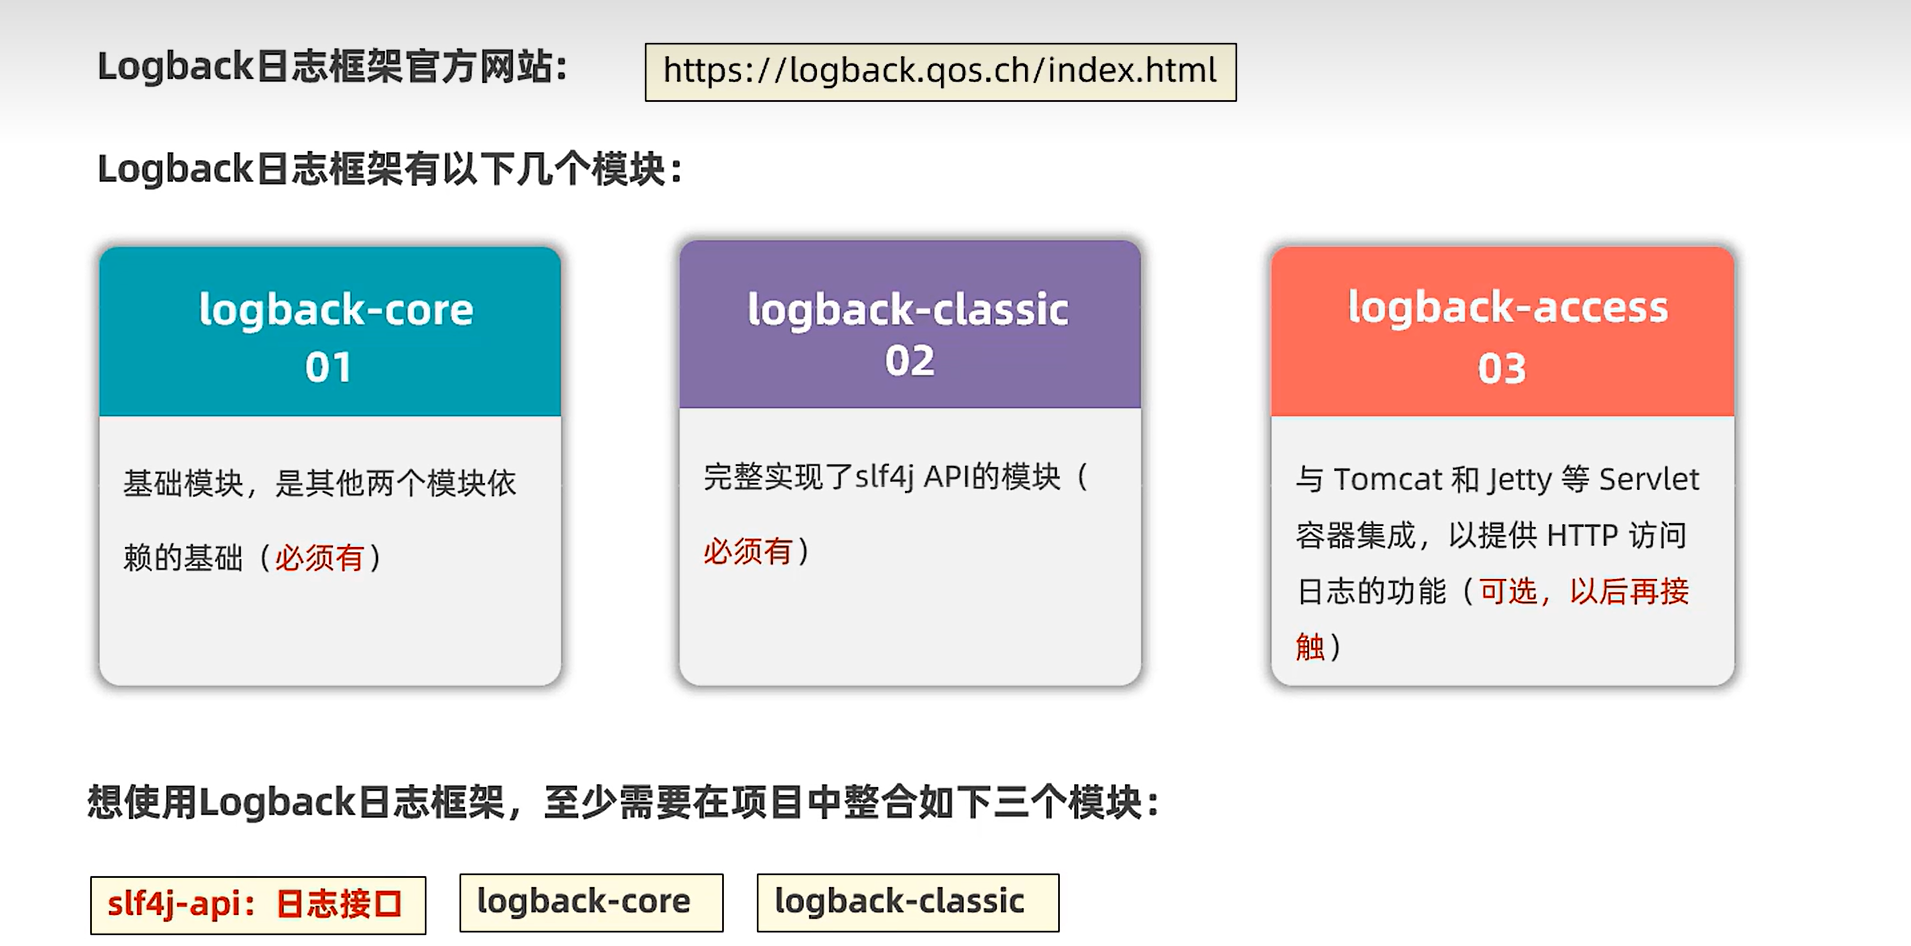 Logback日志框架官方网站：
https://logback.qos.ch/index.html
Logback日志框架有以下几个模块：
logback-core
01
基础模块，是其他两个模块依
赖的基础（必须有）
logback-classic
02
完整实现了slf4j API的模块（
必须有）
logback-access
03
与 Tomcat 和 Jetty 等 Servlet
容器集成，以提供 HTTP 访问
日志的功能（可选，以后再接
触）
想使用Logback日志框架，至少需要在项目中整合如下三个模块：
slf4j-api：日志接口
logback-core
logback-classic